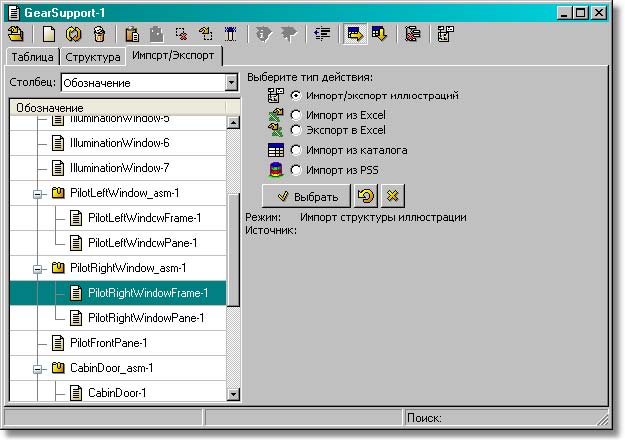 GearSupport-1
Таблица
Структура
Импорт/Экспорт
Столбец:
Обозначение
Обозначение
IlluminationWindow-5
IlluminationWindow-6
IlluminationWindow-7
PilotLeftWindow_asm-1
PilotLeftWindowFrame-1
PilotLeftWindowPane-1
PilotRightWindow_asm-1
PilotRightWindowFrame-1
PilotRightWindowPane-1
PilotFrontPane-1
CabinDoor_asm-1
CabinDoor-1
Выберите тип действия:
Импорт/экспорт иллюстраций
Импорт из Excel
Экспорт в Excel
Импорт из каталога
Импорт из PSS
Выбрать
Режим: Импорт структуры иллюстрации
Источник:
Поиск: